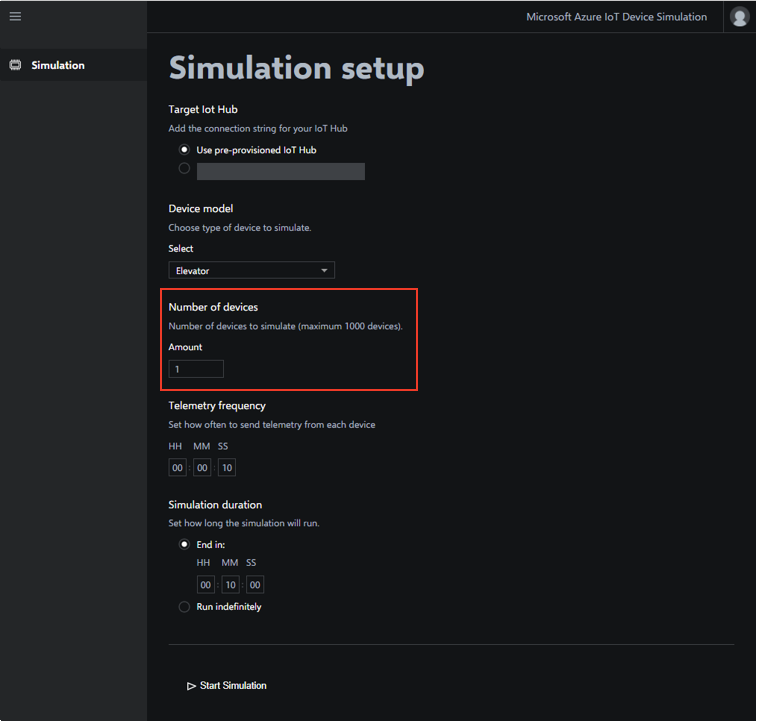 Microsoft Azure IoT Device Simulation
Simulation
Simulation setup
Target Iot Hub
Add the connection string for your IoT Hub
Use pre-provisioned IoT Hub
Device model
Choose type of device to simulate.
Select
Elevator
Number of devices
Number of devices to simulate (maximum 1000 devices).
Amount
1
Telemetry frequency
Set how often to send telemetry from each device
HH MM SS
00 : 00 : 10
Simulation duration
Set how long the simulation will run.
End in:
HH MM SS
00 : 10 : 00
Run indefinitely
Start Simulation